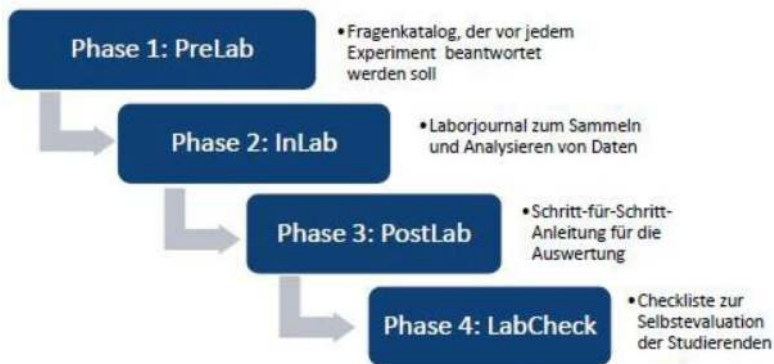 Phase 1: PreLab
•Fragenkatalog, der vor jedem
Experiment beantwortet
werden soll
Phase 2: InLab
•Laborjournal zum Sammeln
und Analysieren von Daten
Phase 3: PostLab
•Schritt-für-Schritt-
Anleitung für die
Auswertung
Phase 4: LabCheck
•Checkliste zur
Selbstevaluation
der Studierenden